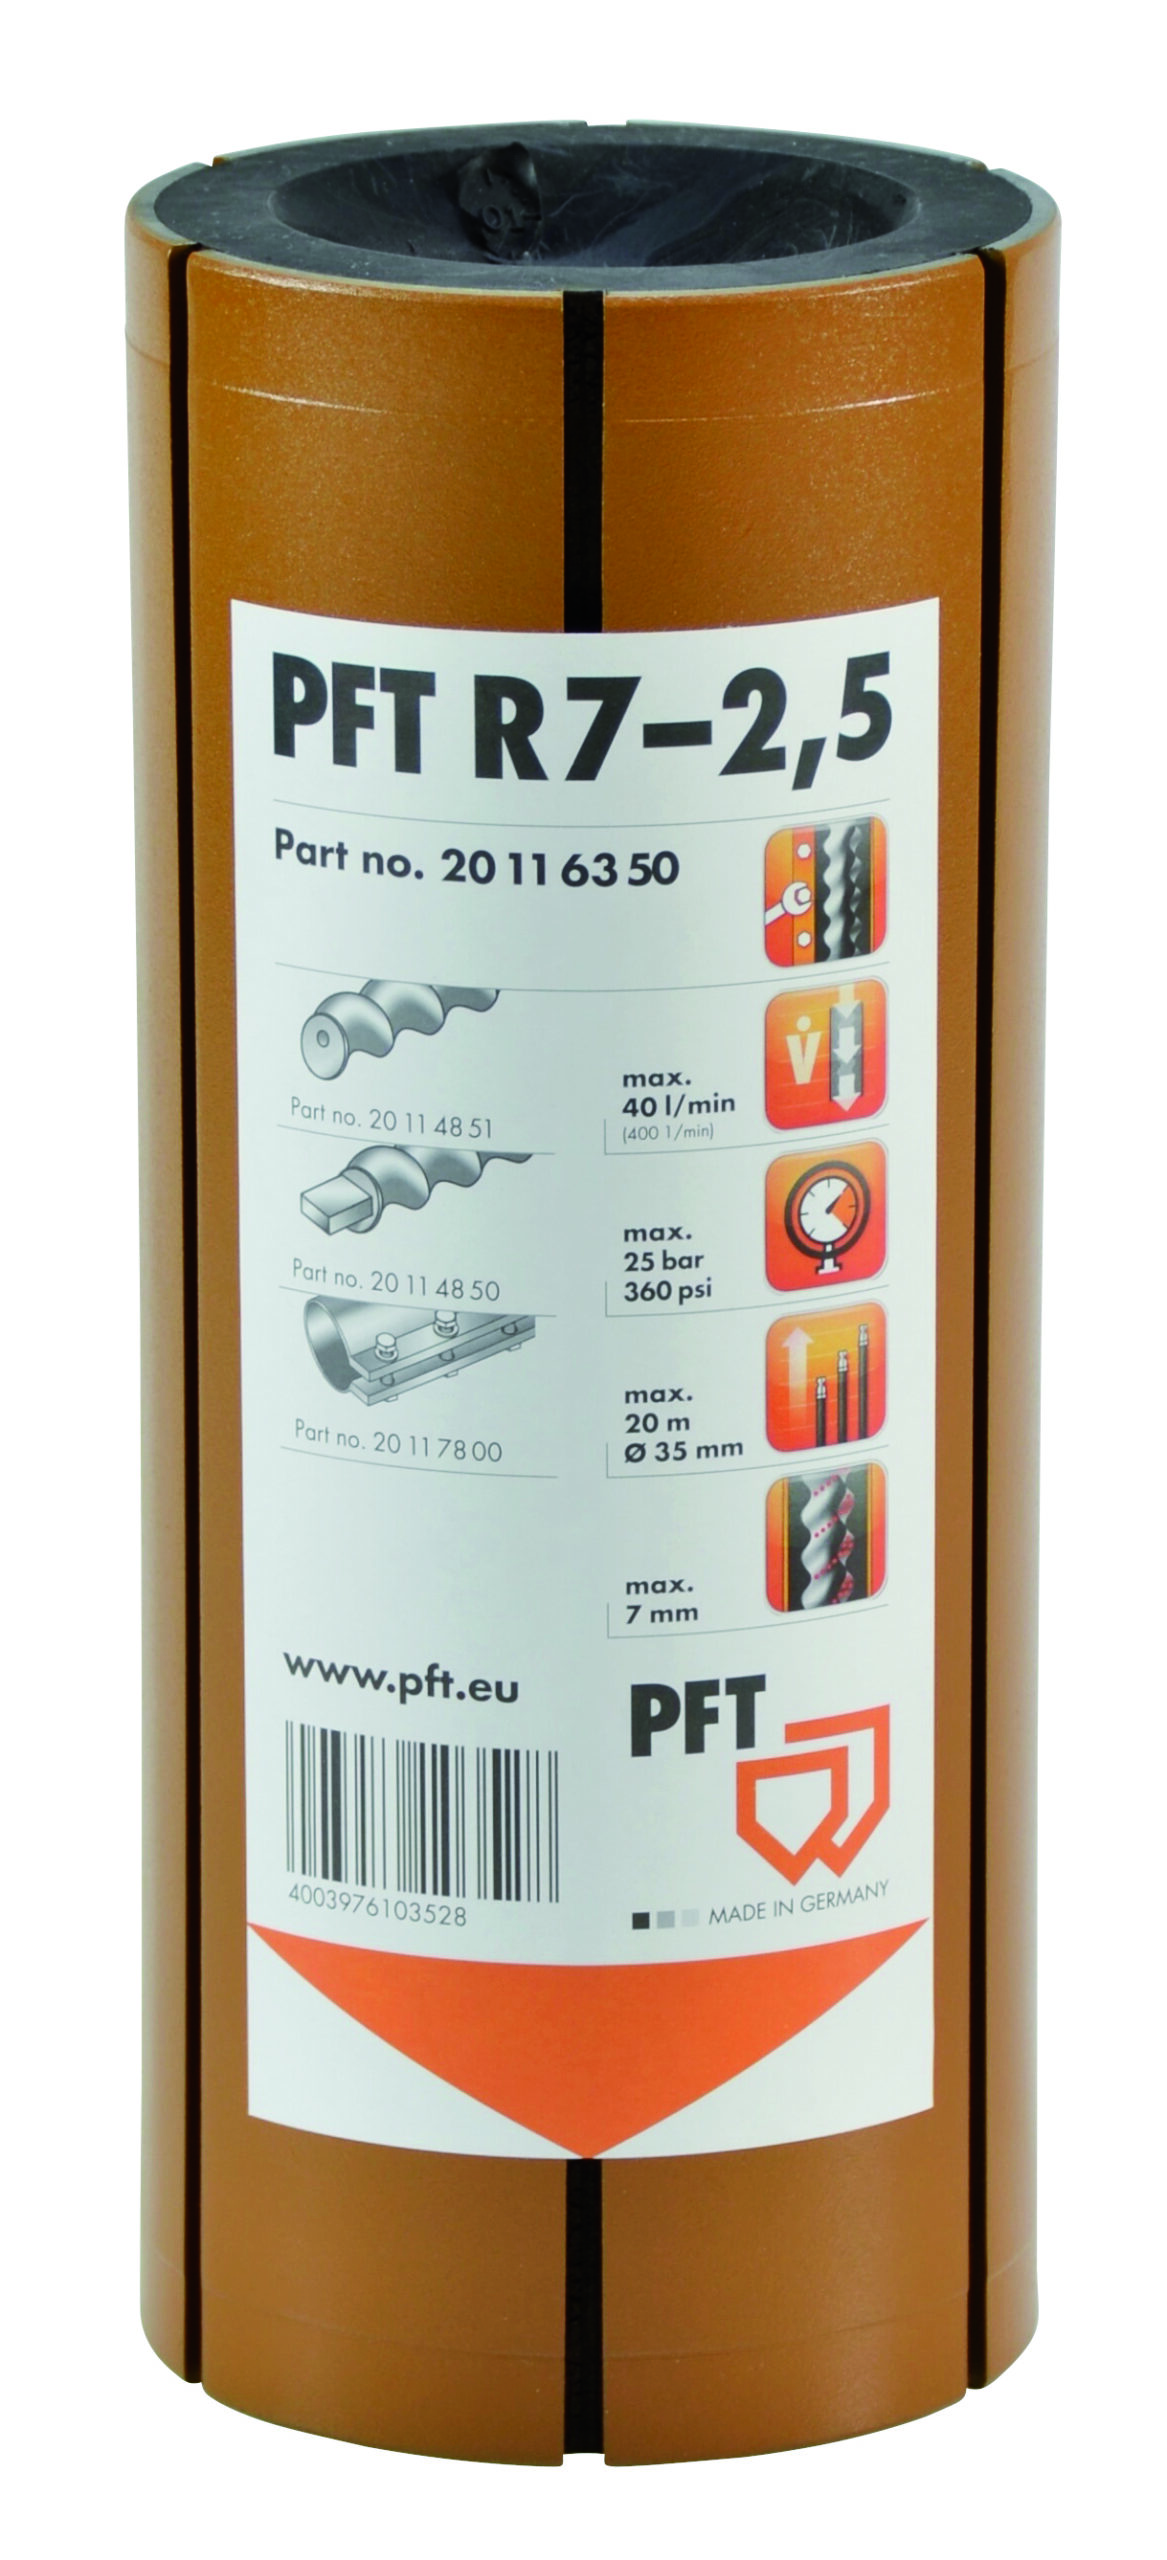 PFT R7–2,5
Part no. 20 11 63 50
V
Part no. 20 11 48 51
max.
40 l/min
(400 1/min)
Part no. 20 11 48 50
max.
25 bar
360 psi
Part no. 20 11 78 00
max.
20 m
Ø 35 mm
max.
7 mm
www.pft.eu
4003976103528
PFT
MADE IN GERMANY